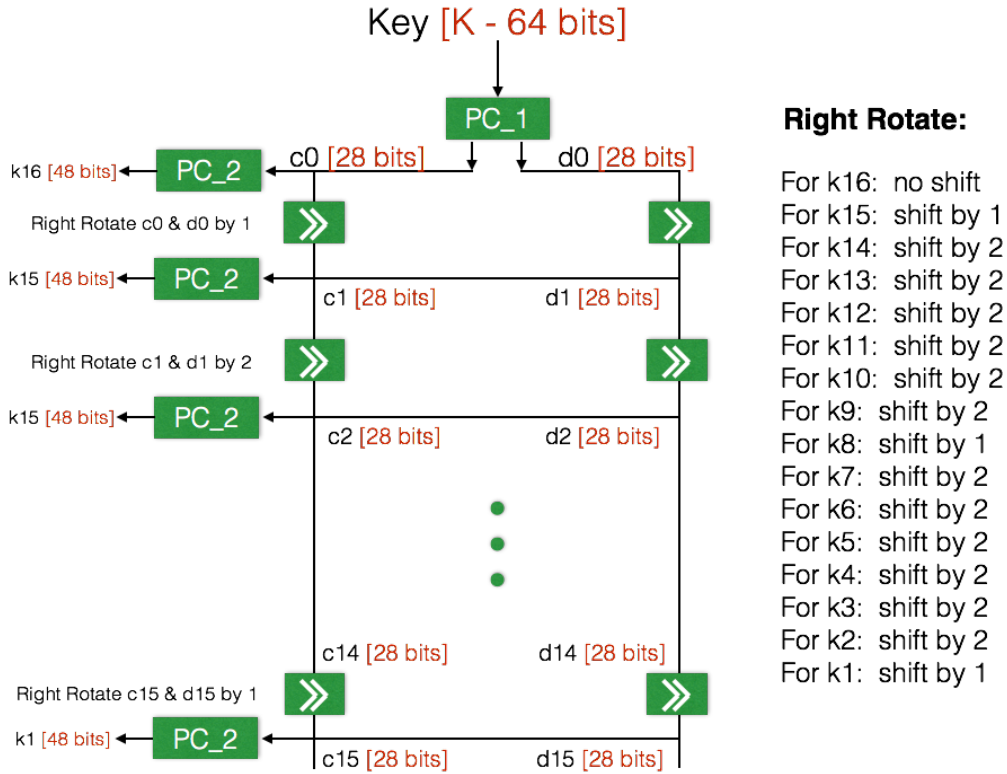 Key [K - 64 bits]
PC_1
c0 [28 bits]
d0 [28 bits]
k16 [48 bits]
PC_2
Right Rotate c0 & d0 by 1
k15 [48 bits]
PC_2
c1 [28 bits]
d1 [28 bits]
Right Rotate c1 & d1 by 2
k15 [48 bits]
PC_2
c2 [28 bits]
d2 [28 bits]
c14 [28 bits]
d14 [28 bits]
Right Rotate c15 & d15 by 1
k1 [48 bits]
PC_2
c15 [28 bits]
d15 [28 bits]
Right Rotate:
For k16: no shift
For k15: shift by 1
For k14: shift by 2
For k13: shift by 2
For k12: shift by 2
For k11: shift by 2
For k10: shift by 2
For k9: shift by 2
For k8: shift by 1
For k7: shift by 2
For k6: shift by 2
For k5: shift by 2
For k4: shift by 2
For k3: shift by 2
For k2: shift by 2
For k1: shift by 1